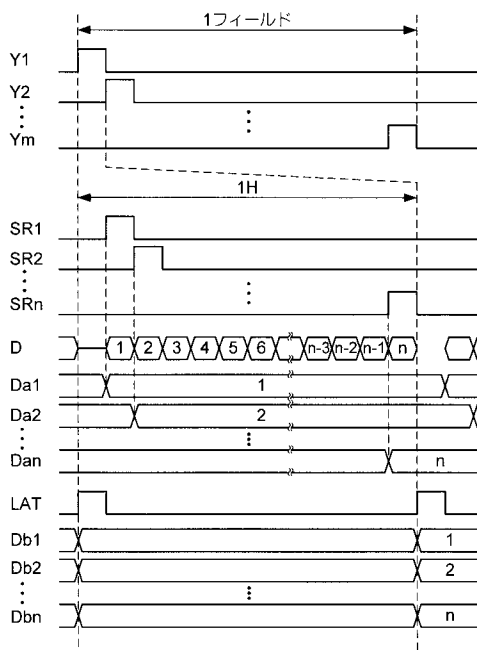 1フィールド
Y1
Y2
Ym
1H
SR1
SR2
SRn
D 1 2 3 4 5 6 n-3 n-2 n-1 n
Da1 1
Da2 2
Dan n
LAT
Db1 1
Db2 2
Dbn n